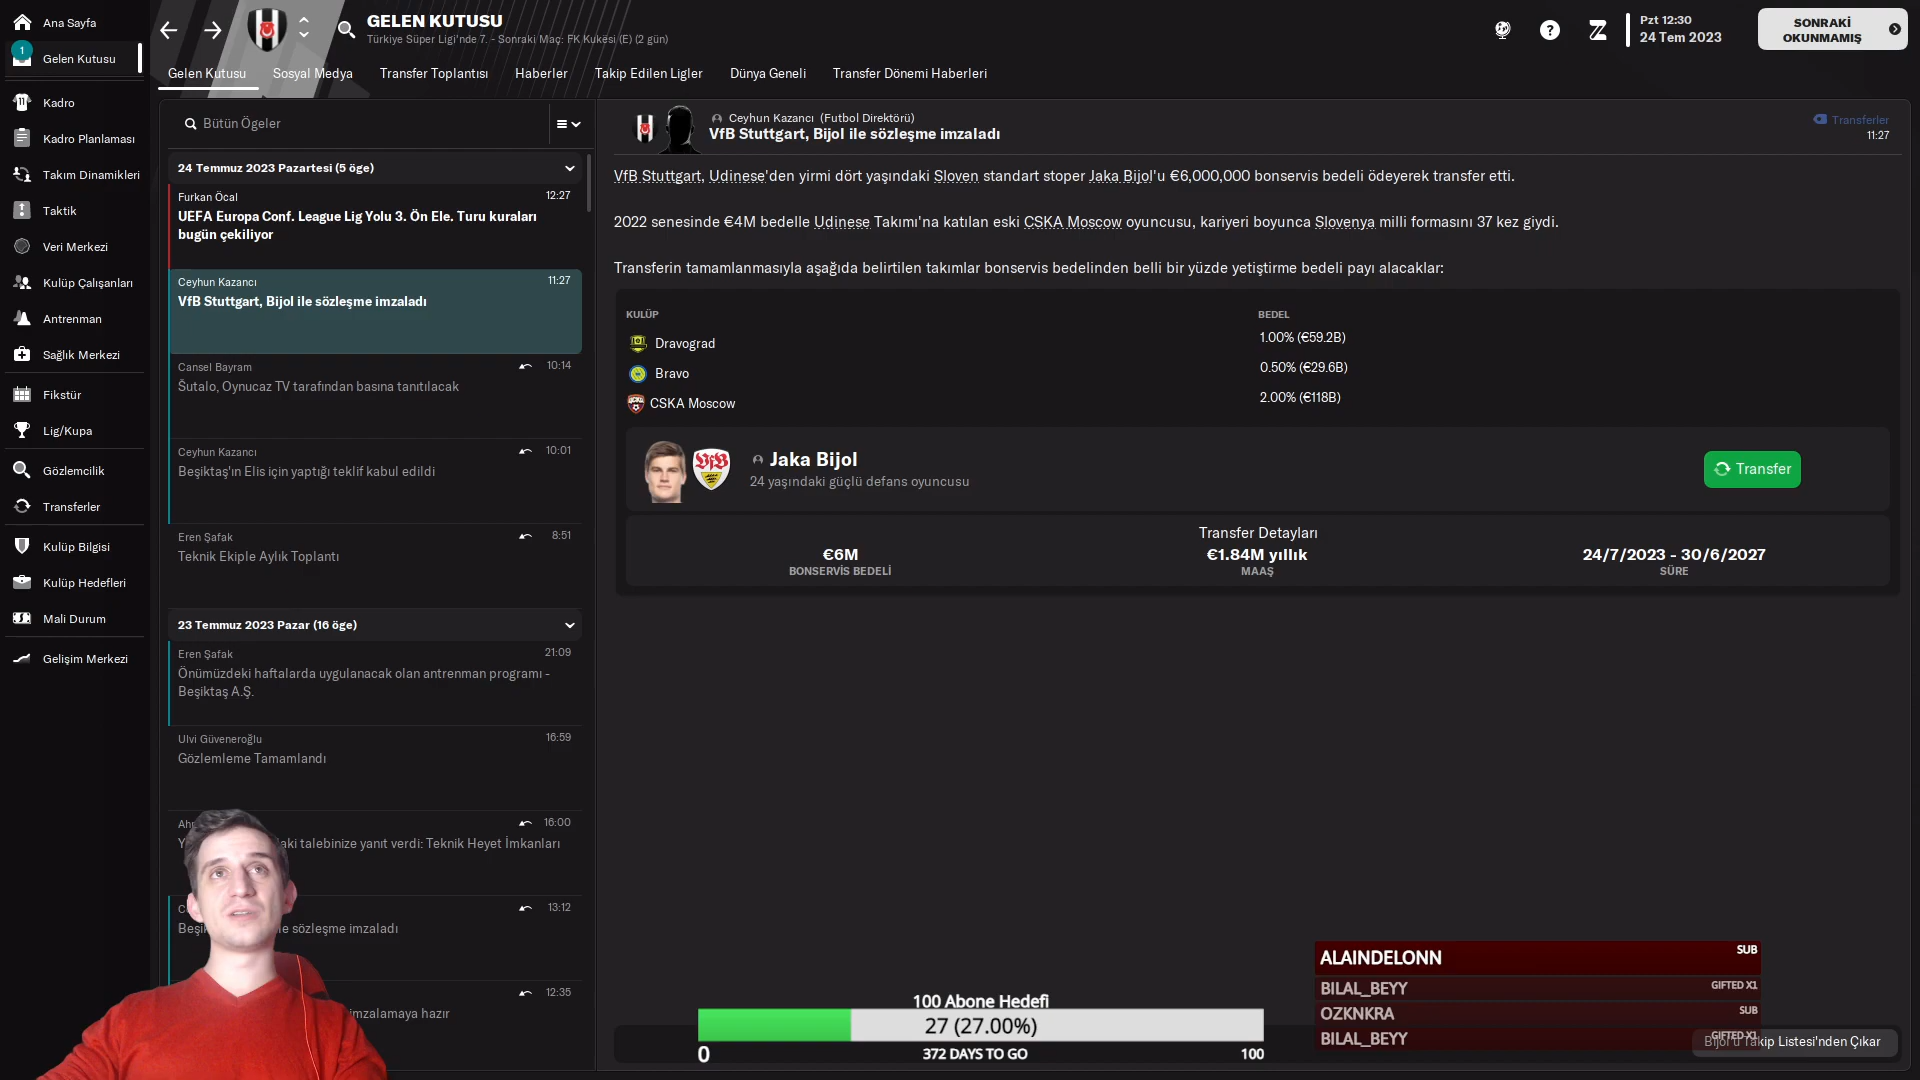 Ana Sayfa
1
Gelen Kutusu
Kadro
Kadro Planlaması
Takım Dinamikleri
Taktik
Veri Merkezi
Kulüp Çalışanları
Antrenman
Sağlık Merkezi
Fikstür
Lig/Kupa
Gözlemcilik
Transferler
Kulüp Bilgisi
Kulüp Hedefleri
Mali Durum
Gelişim Merkezi
GELEN KUTUSU
Türkiye Süper Ligi'nde 7. - Sonraki Maç: FK Kukësi (E) (2 gün)
Pzt 12:30
24 Tem 2023
SONRAKİ
OKUNMAMIŞ
Gelen Kutusu
Sosyal Medya
Transfer Toplantısı
Haberler
Takip Edilen Ligler
Dünya Geneli
Transfer Dönemi Haberleri
Bütün Ögeler
24 Temmuz 2023 Pazartesi (5 öge)
Furkan Öcal 12:27
UEFA Europa Conf. League Lig Yolu 3. Ön Ele. Turu kuraları
bugün çekiliyor
Ceyhun Kazancı 11:27
VfB Stuttgart, Bijol ile sözleşme imzaladı
Cansel Bayram 10:14
Šutalo, Oynucaz TV tarafından basına tanıtılacak
Ceyhun Kazancı 10:01
Beşiktaş'ın Elis için yaptığı teklif kabul edildi
Eren Şafak 8:51
Teknik Ekiple Aylık Toplantı
23 Temmuz 2023 Pazar (16 öge)
Eren Şafak 21:09
Önümüzdeki haftalarda uygulanacak olan antrenman programı -
Beşiktaş A.Ş.
Ulvi Güveneroğlu 16:59
Gözlemleme Tamamlandı
16:00
talebinize yanıt verdi: Teknik Heyet İmkanları
13:12
sözleşme imzaladı
12:35
imzalamaya hazır
Ceyhun Kazancı (Futbol Direktörü)
VfB Stuttgart, Bijol ile sözleşme imzaladı
Transferler
11:27
VfB Stuttgart, Udinese'den yirmi dört yaşındaki Sloven standart stoper Jaka Bijol'u €6,000,000 bonservis bedeli ödeyerek transfer etti.
2022 senesinde €4M bedelle Udinese Takımı'na katılan eski CSKA Moscow oyuncusu, kariyeri boyunca Slovenya milli formasını 37 kez giydi.
Transferin tamamlanmasıyla aşağıda belirtilen takımlar bonservis bedelinden belli bir yüzde yetiştirme bedeli payı alacaklar:
KULÜP BEDEL
Dravograd 1.00% (€59.2B)
Bravo 0.50% (€29.6B)
CSKA Moscow 2.00% (€118B)
Jaka Bijol
24 yaşındaki güçlü defans oyuncusu
Transfer
Transfer Detayları
€6M €1.84M yıllık 24/7/2023 - 30/6/2027
BONSERVİS BEDELİ MAAŞ SÜRE
100 Abone Hedefi
27 (27.00%)
0 372 DAYS TO GO 100
ALAINDELONN SUB
BILAL_BEYY GIFTED X1
OZKNKRA SUB
BILAL_BEYY GIFTED X1
Bijol'u Takip Listesi'nden Çıkar